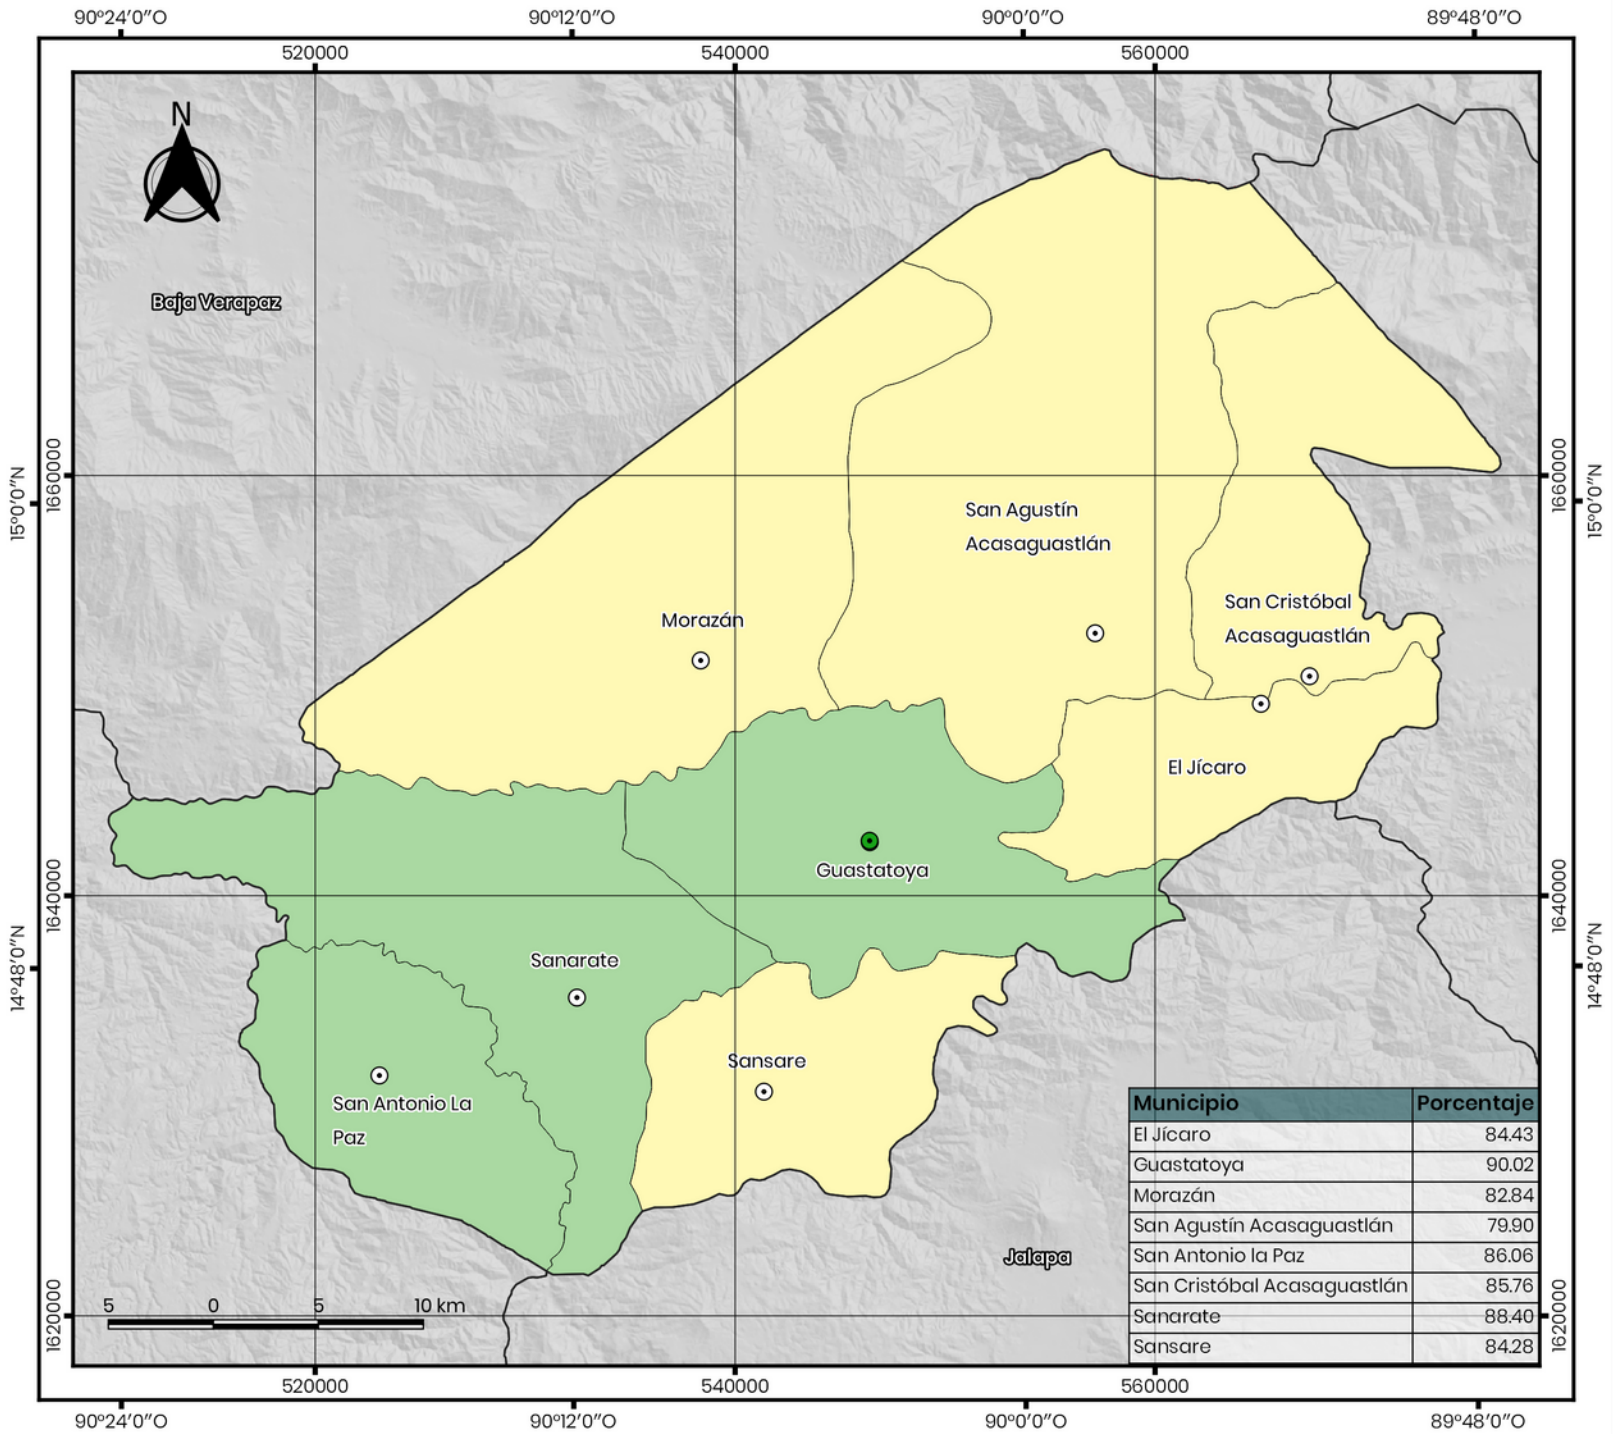 90°24'0"O 90°12'0"O 90°0'0"O 89°48'0"O
520000 540000 560000
N
Baja Verapaz
1660000 1660000
15°0'0"N 15°0'0"N
San Agustín
Acasaguastlán
San Cristóbal
Acasaguastlán
Morazán
El Jícaro
Guastatoya
1640000 1640000
14°48'0"N 14°48'0"N
Sanarate
Sansare
San Antonio La
Paz
Jalapa
Municipio Porcentaje
El Jícaro 84.43
Guastatoya 90.02
Morazán 82.84
San Agustín Acasaguastlán 79.90
San Antonio la Paz 86.06
San Cristóbal Acasaguastlán 85.76
Sanarate 88.40
Sansare 84.28
5 0 5 10 km
1620000 1620000
520000 540000 560000
90°24'0"O 90°12'0"O 90°0'0"O 89°48'0"O